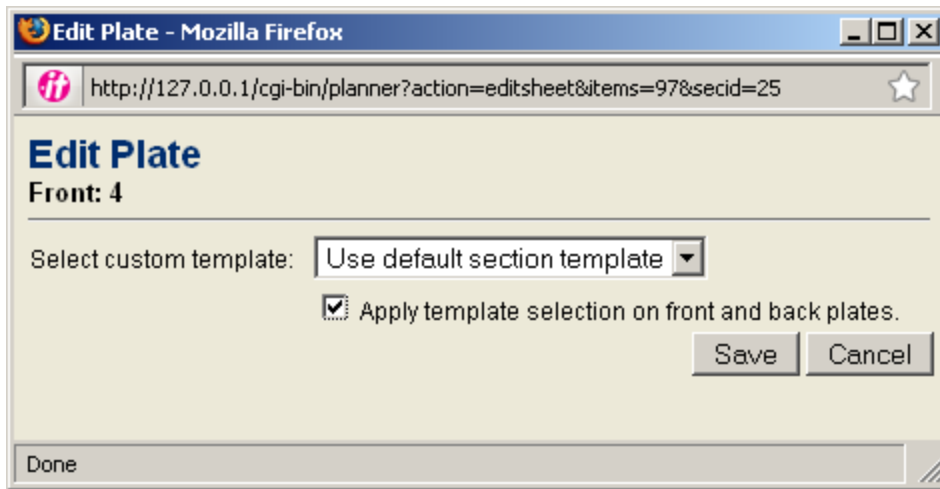 Edit Plate - Mozilla Firefox
it http://127.0.0.1/cgi-bin/planner?action=editsheet&items=97&secid=25
Edit Plate
Front: 4
Select custom template: Use default section template
Apply template selection on front and back plates.
Save Cancel
Done